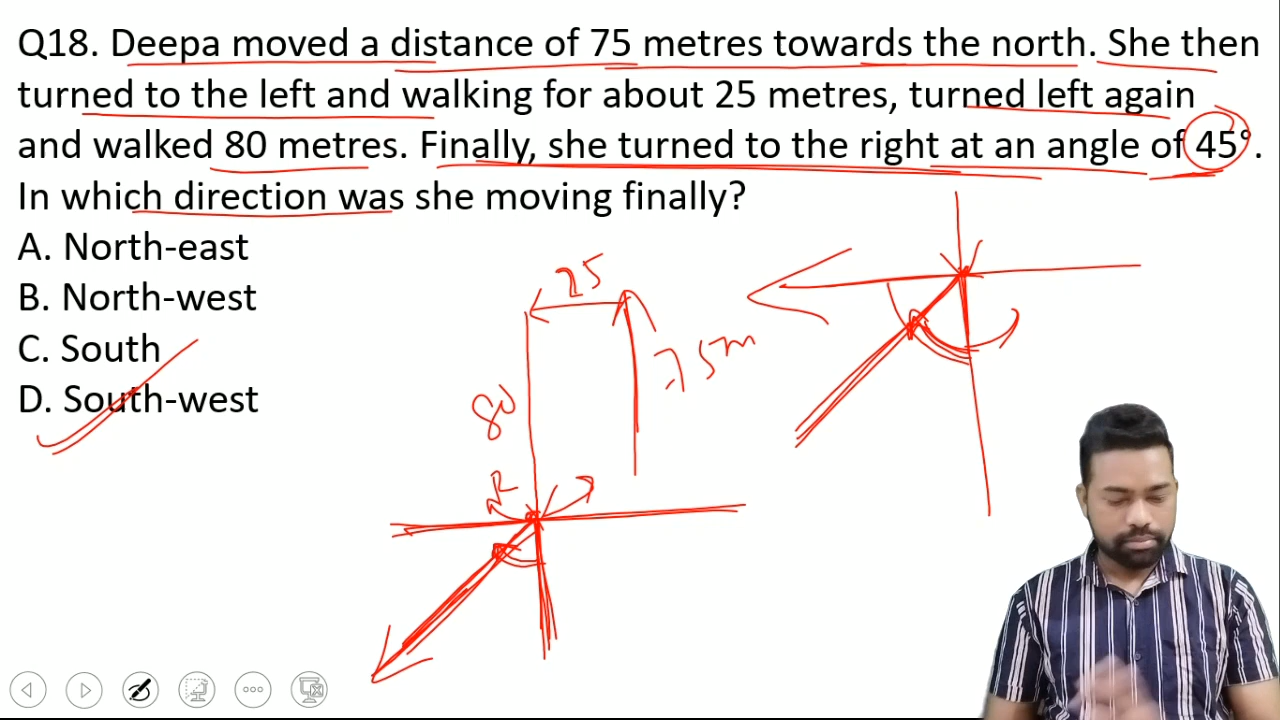 Q18. Deepa moved a distance of 75 metres towards the north. She then
turned to the left and walking for about 25 metres, turned left again
and walked 80 metres. Finally, she turned to the right at an angle of 45°.
In which direction was she moving finally?
A. North-east
B. North-west
C. South
D. South-west
25
75m
80
R